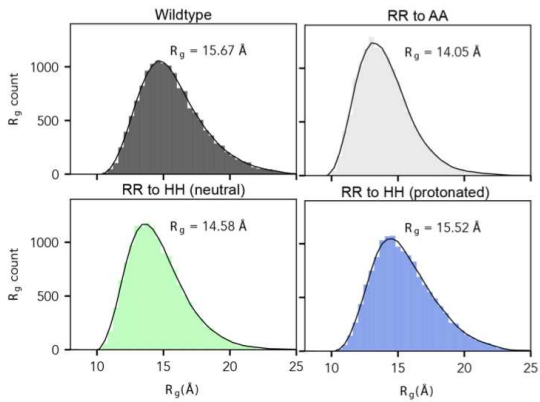 Wildtype
RR to AA
Rg = 15.67 Å
Rg = 14.05 Å
Rg count
1000
500
0
RR to HH (neutral)
RR to HH (protonated)
Rg = 14.58 Å
Rg = 15.52 Å
Rg count
1000
500
0
10 15 20 25
10 15 20 25
Rg(Å)
Rg(Å)